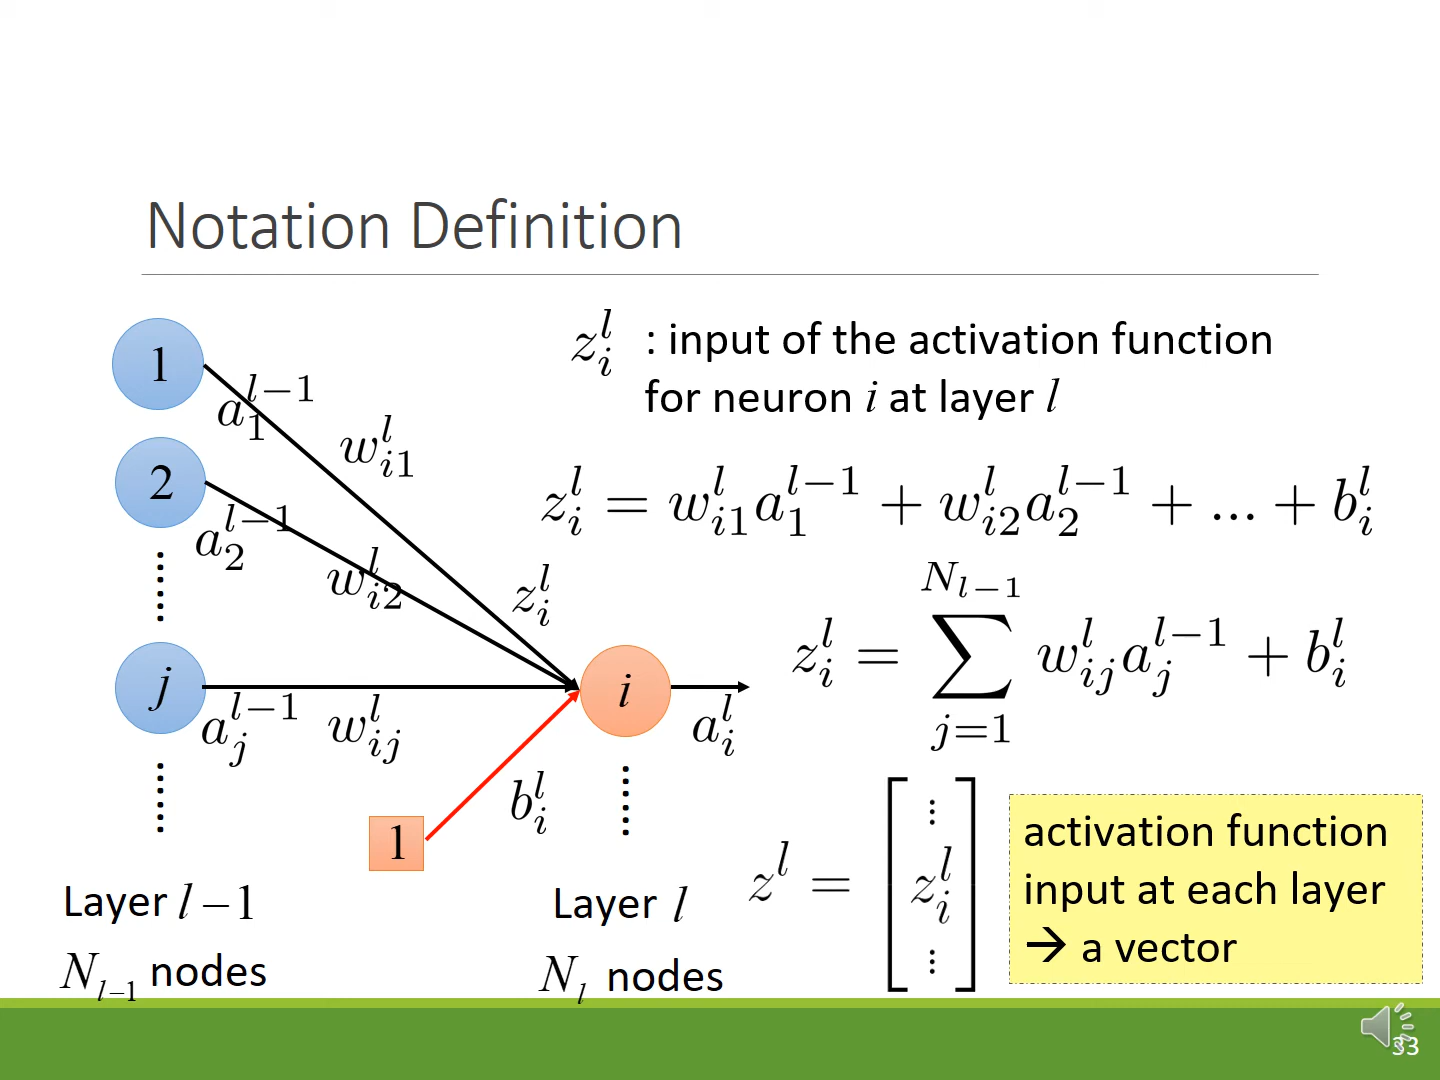 Notation Definition
1
a_1^{l-1}
w_{i1}^l
2
a_2^{l-1}
w_{i2}^l
z_i^l
j
a_j^{l-1}
w_{ij}^l
i
a_i^l
1
b_i^l
Layer l−1
N_{l−1} nodes
Layer l
N_l nodes
z_i^l : input of the activation function
for neuron i at layer l
z_i^l = w_{i1}^l a_1^{l-1} + w_{i2}^l a_2^{l-1} + ... + b_i^l
z_i^l = \sum_{j=1}^{N_{l-1}} w_{ij}^l a_j^{l-1} + b_i^l
z^l = [ ⋮ z_i^l ⋮ ]
activation function
input at each layer
→ a vector
33